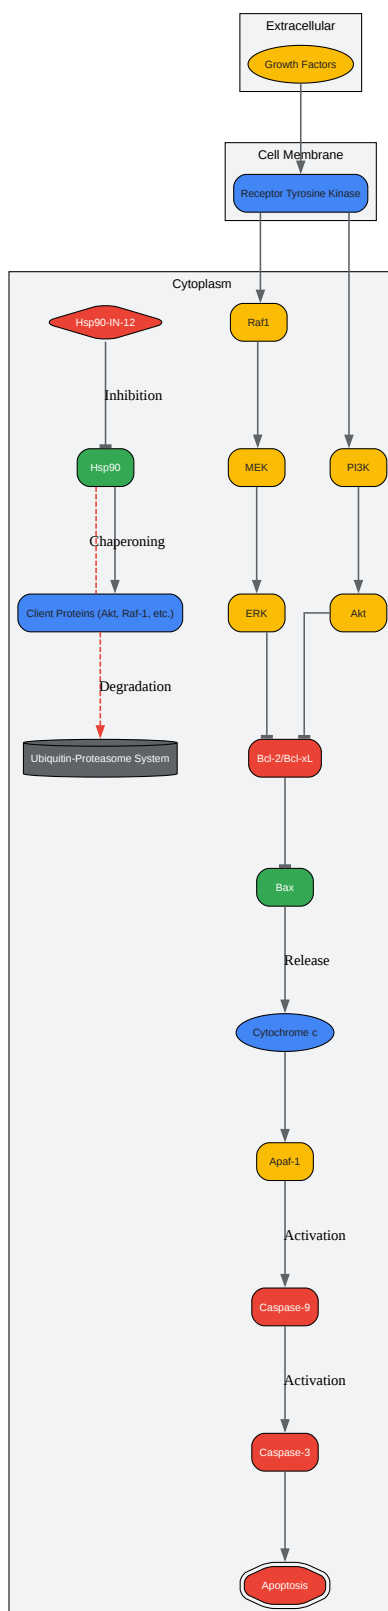 Extracellular
Growth Factors
Cell Membrane
Receptor Tyrosine Kinase
Cytoplasm
Hsp90-IN-12
Raf1
Inhibition
Hsp90
MEK
PI3K
Chaperoning
Client Proteins (Akt, Raf-1, etc.)
ERK
Akt
Degradation
Ubiquitin-Proteasome System
Bcl-2/Bcl-xL
Bax
Release
Cytochrome c
Apaf-1
Activation
Caspase-9
Activation
Caspase-3
Apoptosis